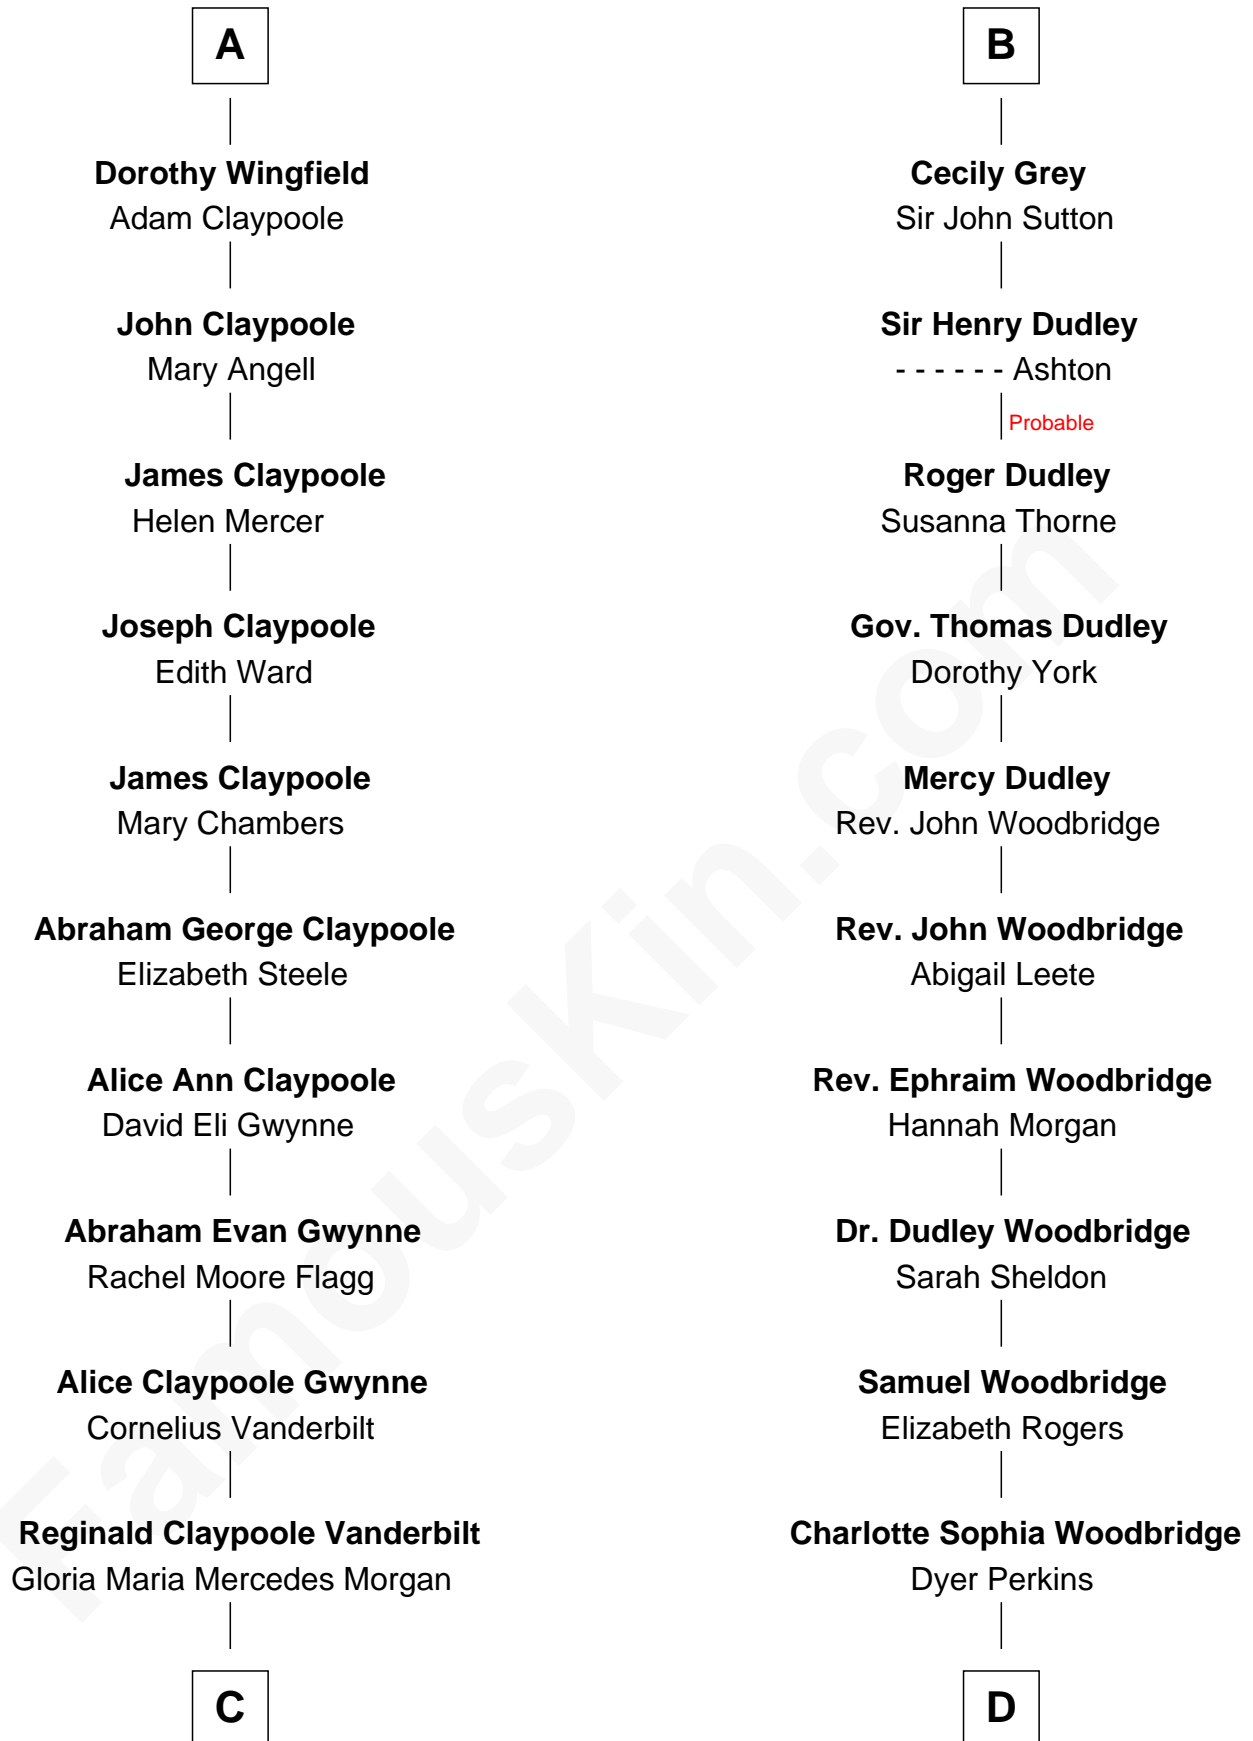 A
Dorothy Wingfield
Adam Claypoole
John Claypoole
Mary Angell
James Claypoole
Helen Mercer
Joseph Claypoole
Edith Ward
James Claypoole
Mary Chambers
Abraham George Claypoole
Elizabeth Steele
Alice Ann Claypoole
David Eli Gwynne
Abraham Evan Gwynne
Rachel Moore Flagg
Alice Claypoole Gwynne
Cornelius Vanderbilt
Reginald Claypoole Vanderbilt
Gloria Maria Mercedes Morgan
C
B
Cecily Grey
Sir John Sutton
Sir Henry Dudley
- - - - - - Ashton
Probable
Roger Dudley
Susanna Thorne
Gov. Thomas Dudley
Dorothy York
Mercy Dudley
Rev. John Woodbridge
Rev. John Woodbridge
Abigail Leete
Rev. Ephraim Woodbridge
Hannah Morgan
Dr. Dudley Woodbridge
Sarah Sheldon
Samuel Woodbridge
Elizabeth Rogers
Charlotte Sophia Woodbridge
Dyer Perkins
D
FamousKin.com